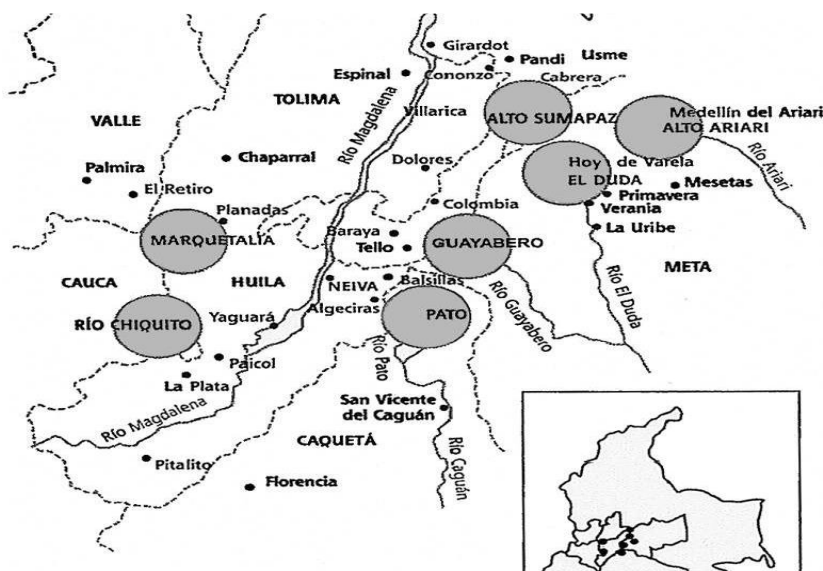 Girardot
Pandi
Usme
Espinal
Cononzo
Cabrera
TOLIMA
Río Magdalena
Villarica
ALTO SUMAPAZ
Medellín del Ariari
ALTO ARIARI
VALLE
Chaparral
Dolores
Hoy de Varela
EL DUDA
Río Ariari
Palmira
El Retiro
Mesetas
Primavera
Verania
Planadas
Colombia
La Uribe
MARQUETALIA
Baraya
Tello
GUAYABERO
META
CAUCA
HUILA
NEIVA
Balsillas
Río Guayabero
Río El Duda
Algeciras
RÍO CHIQUITO
Yaguará
PATO
Paicol
Río Pato
La Plata
San Vicente
del Caguán
Río Magdalena
CAQUETÁ
Río Caguán
Pitalito
Florencia